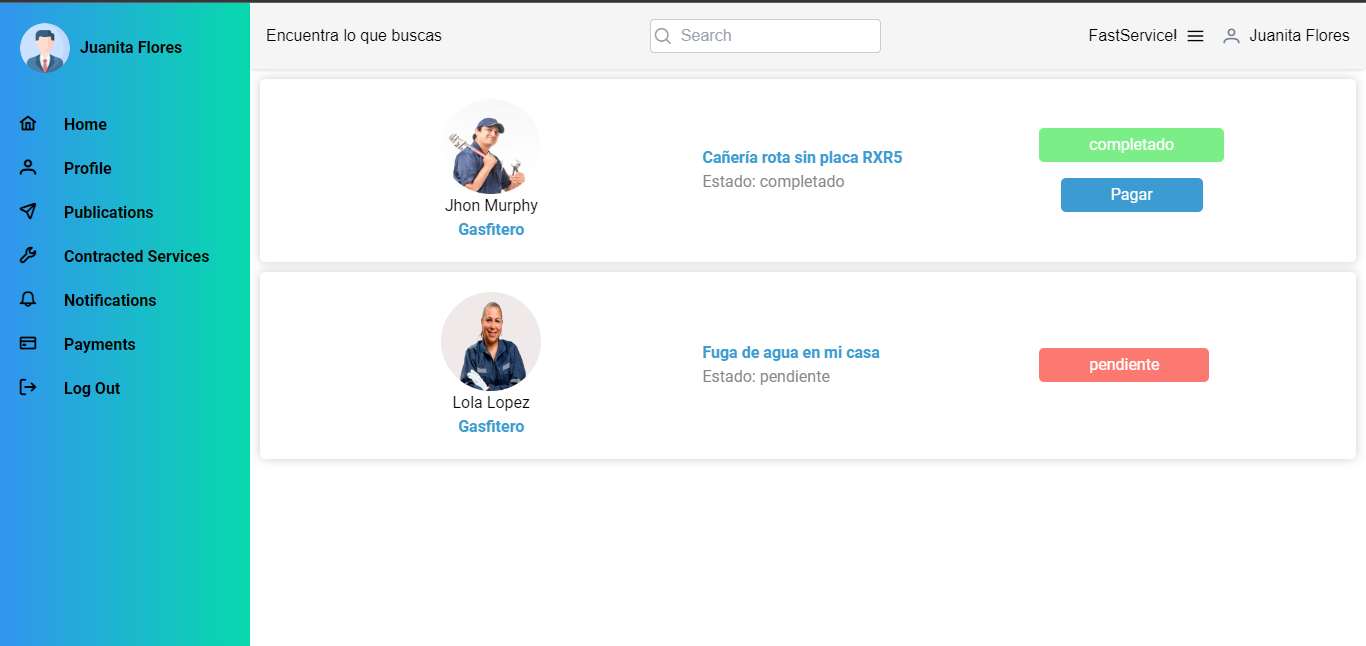 Juanita Flores
Home
Profile
Publications
Contracted Services
Notifications
Payments
Log Out
Encuentra lo que buscas
Search
FastService!
Juanita Flores
Jhon Murphy
Gasfitero
Cañería rota sin placa RXR5
Estado: completado
completado
Pagar
Lola Lopez
Gasfitero
Fuga de agua en mi casa
Estado: pendiente
pendiente